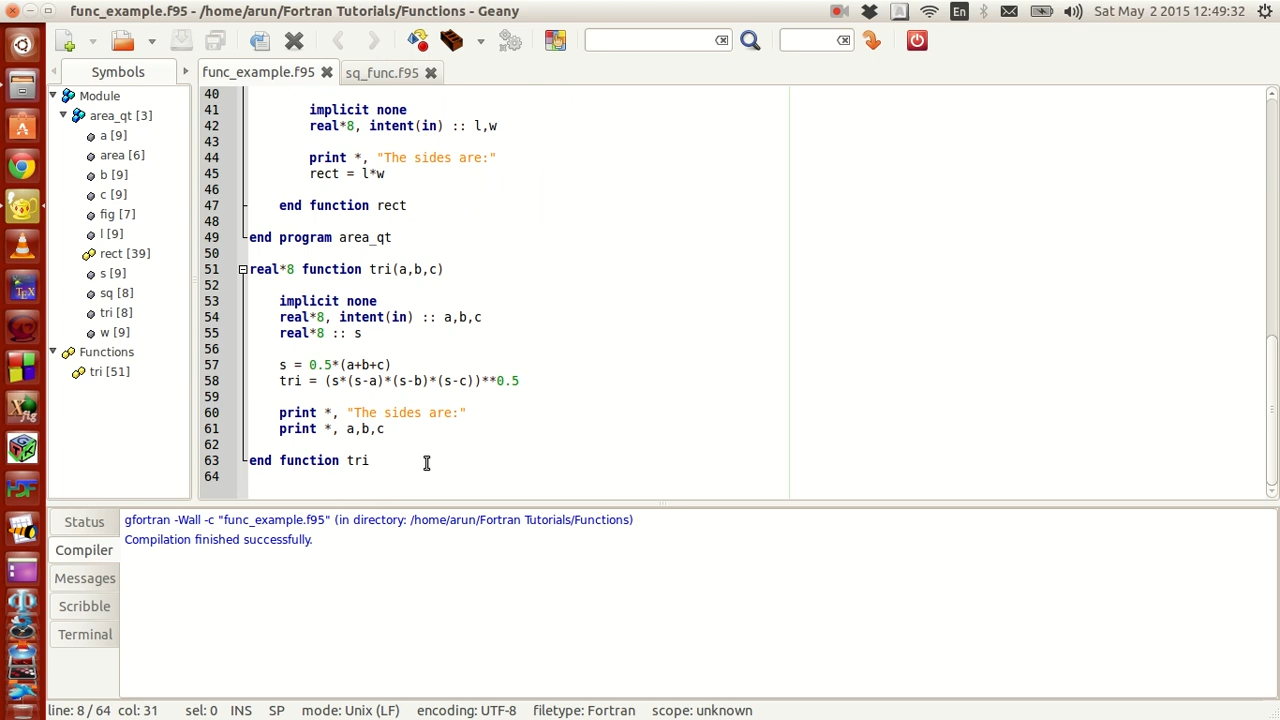 func_example.f95 - /home/arun/Fortran Tutorials/Functions - Geany
En
Sat May 2 2015 12:49:32
Symbols
func_example.f95
sq_func.f95
Module
area_qt [3]
a [9]
area [6]
b [9]
c [9]
fig [7]
l [9]
rect [39]
s [9]
sq [8]
tri [8]
w [9]
Functions
tri [51]
40
41 implicit none
42 real*8, intent(in) :: l,w
43
44 print *, "The sides are:"
45 rect = l*w
46
47 end function rect
48
49 end program area_qt
50
51 real*8 function tri(a,b,c)
52
53 implicit none
54 real*8, intent(in) :: a,b,c
55 real*8 :: s
56
57 s = 0.5*(a+b+c)
58 tri = (s*(s-a)*(s-b)*(s-c))**0.5
59
60 print *, "The sides are:"
61 print *, a,b,c
62
63 end function tri
64
Status
Compiler
Messages
Scribble
Terminal
gfortran -Wall -c "func_example.f95" (in directory: /home/arun/Fortran Tutorials/Functions)
Compilation finished successfully.
line: 8 / 64 col: 31 sel: 0 INS SP mode: Unix (LF) encoding: UTF-8 filetype: Fortran scope: unknown